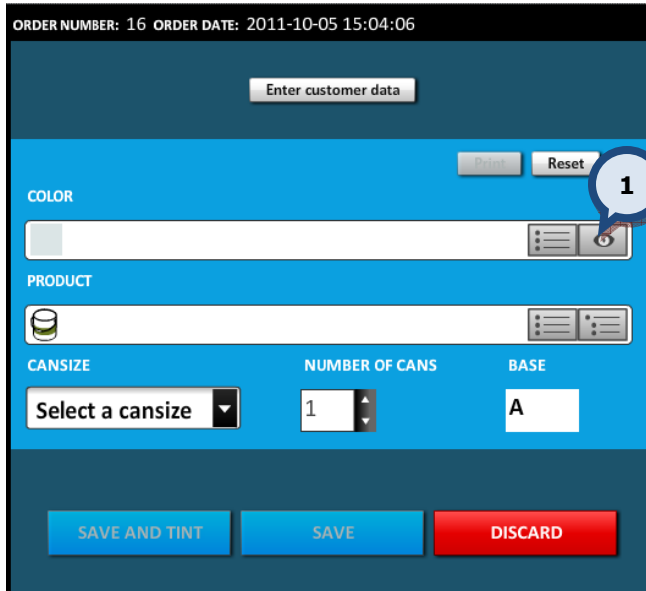 ORDER NUMBER: 16 ORDER DATE: 2011-10-05 15:04:06
Enter customer data
Print Reset
1
COLOR
PRODUCT
CANSIZE NUMBER OF CANS BASE
Select a cansize 1 A
SAVE AND TINT SAVE DISCARD